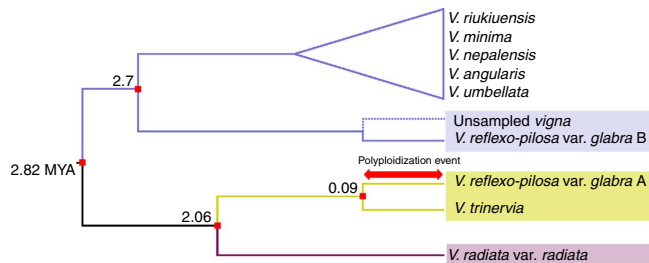 V. riukiuensis
V. minima
V. nepalensis
V. angularis
V. umbellata
2.7
Unsampled vigna
V. reflexo-pilosa var. glabra B
2.82 MYA
Polyploidization event
0.09
V. reflexo-pilosa var. glabra A
V. trinervia
2.06
V. radiata var. radiata